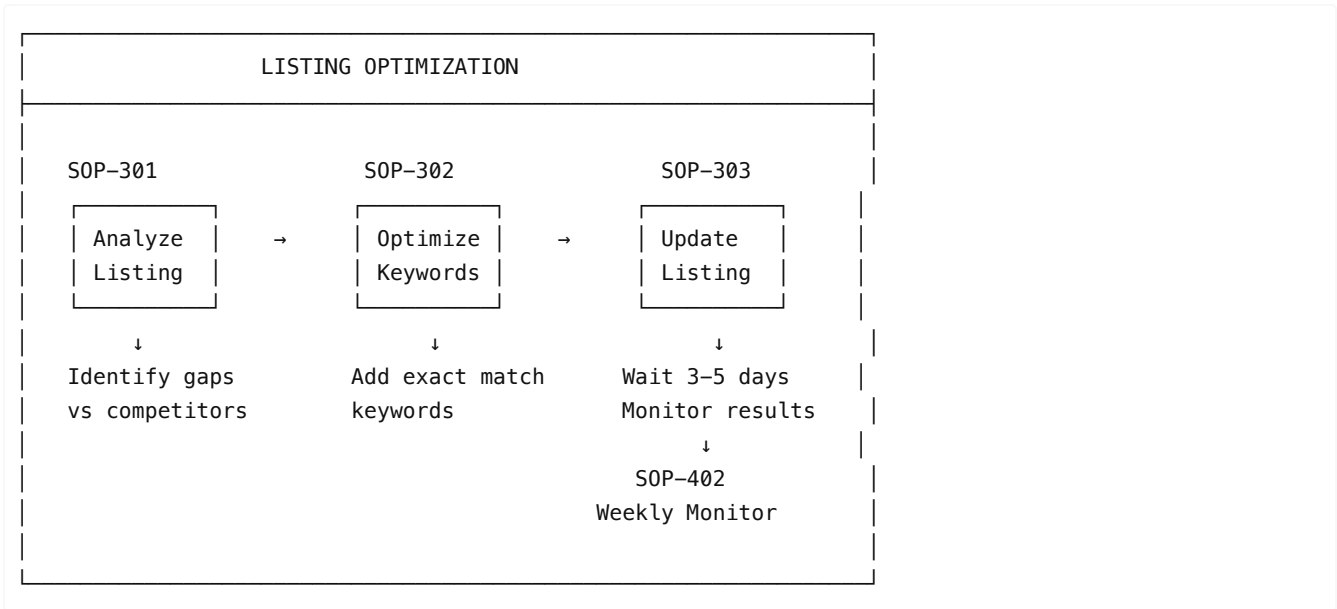 LISTING OPTIMIZATION
SOP-301 SOP-302 SOP-303
Analyze → Optimize → Update
Listing Keywords Listing
↓ ↓ ↓
Identify gaps Add exact match Wait 3-5 days
vs competitors keywords Monitor results
↓
SOP-402
Weekly Monitor